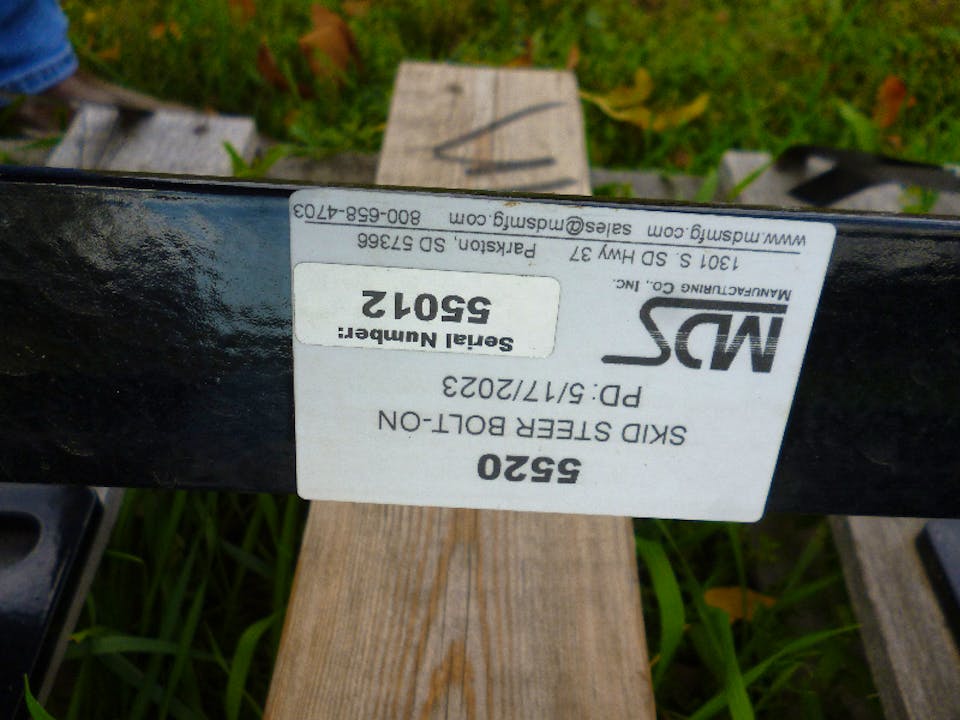 5520
SKID STEER BOLT-ON
PD:5/17/2023
MDS
MANUFACTURING CO., INC.
Serial Number:
55012
1301 S. SD Hwy 37 Parkston, SD 57366
www.mdsmfg.com sales@mdsmfg.com 800-658-4703